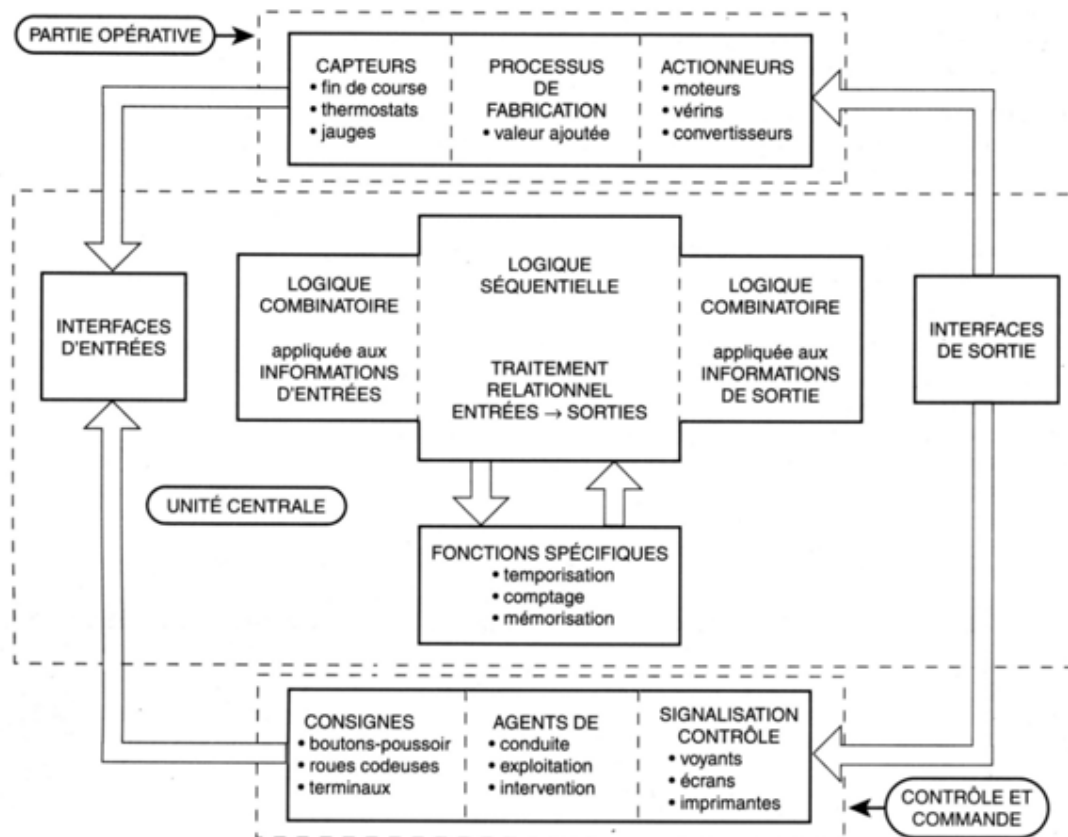 PARTIE OPÉRATIVE
CAPTEURS
• fin de course
• thermostats
• jauges
PROCESSUS
DE
FABRICATION
• valeur ajoutée
ACTIONNEURS
• moteurs
• vérins
• convertisseurs
INTERFACES
D'ENTRÉES
LOGIQUE
COMBINATOIRE
appliquée aux
INFORMATIONS
D'ENTRÉES
LOGIQUE
SÉQUENTIELLE
TRAITEMENT
RELATIONNEL
ENTRÉES → SORTIES
LOGIQUE
COMBINATOIRE
appliquée aux
INFORMATIONS
DE SORTIE
INTERFACES
DE SORTIE
UNITÉ CENTRALE
FONCTIONS SPÉCIFIQUES
• temporisation
• comptage
• mémorisation
CONSIGNES
• boutons-poussoir
• roues codeuses
• terminaux
AGENTS DE
• conduite
• exploitation
• intervention
SIGNALISATION
CONTRÔLE
• voyants
• écrans
• imprimantes
CONTRÔLE ET
COMMANDE